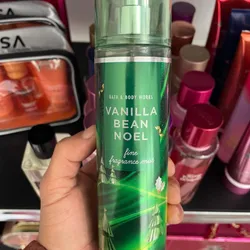 BATH & BODY WORKS
VANILLA
BEAN
NOEL
fine
fragrance mist